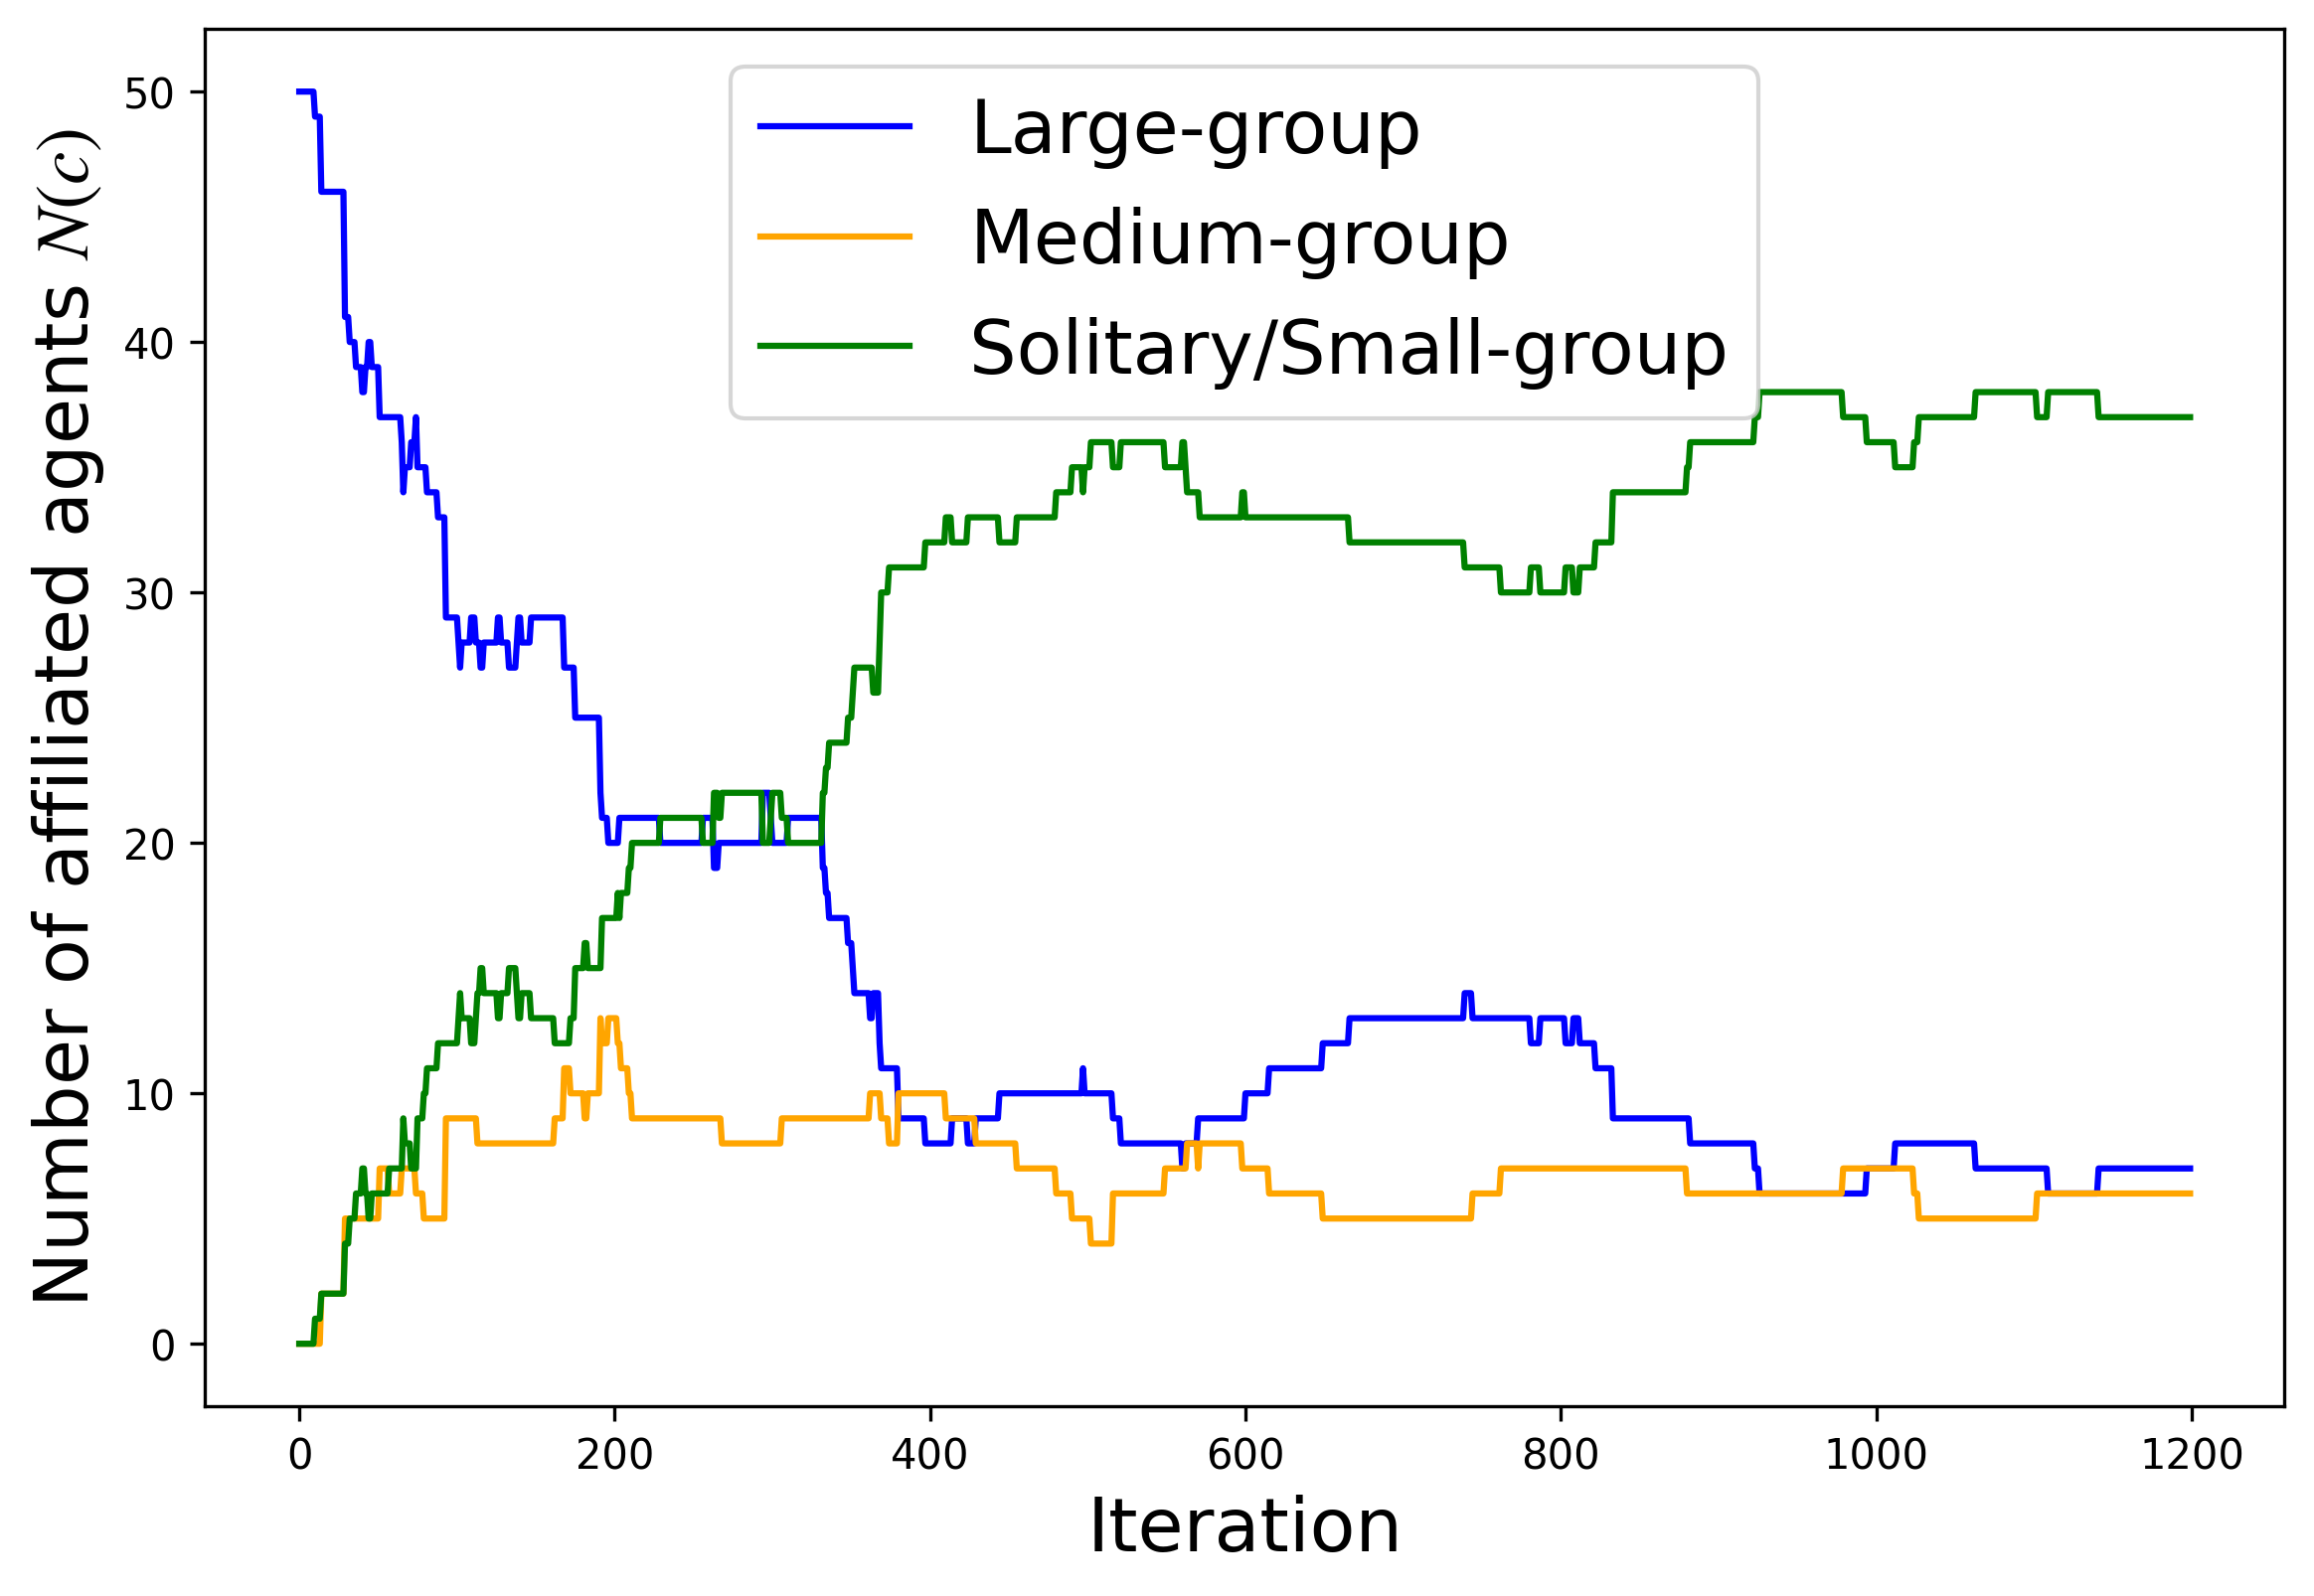 Number of affiliated agents N(c)
50
40
30
20
10
0
Large-group
Medium-group
Solitary/Small-group
0 200 400 600 800 1000 1200
Iteration